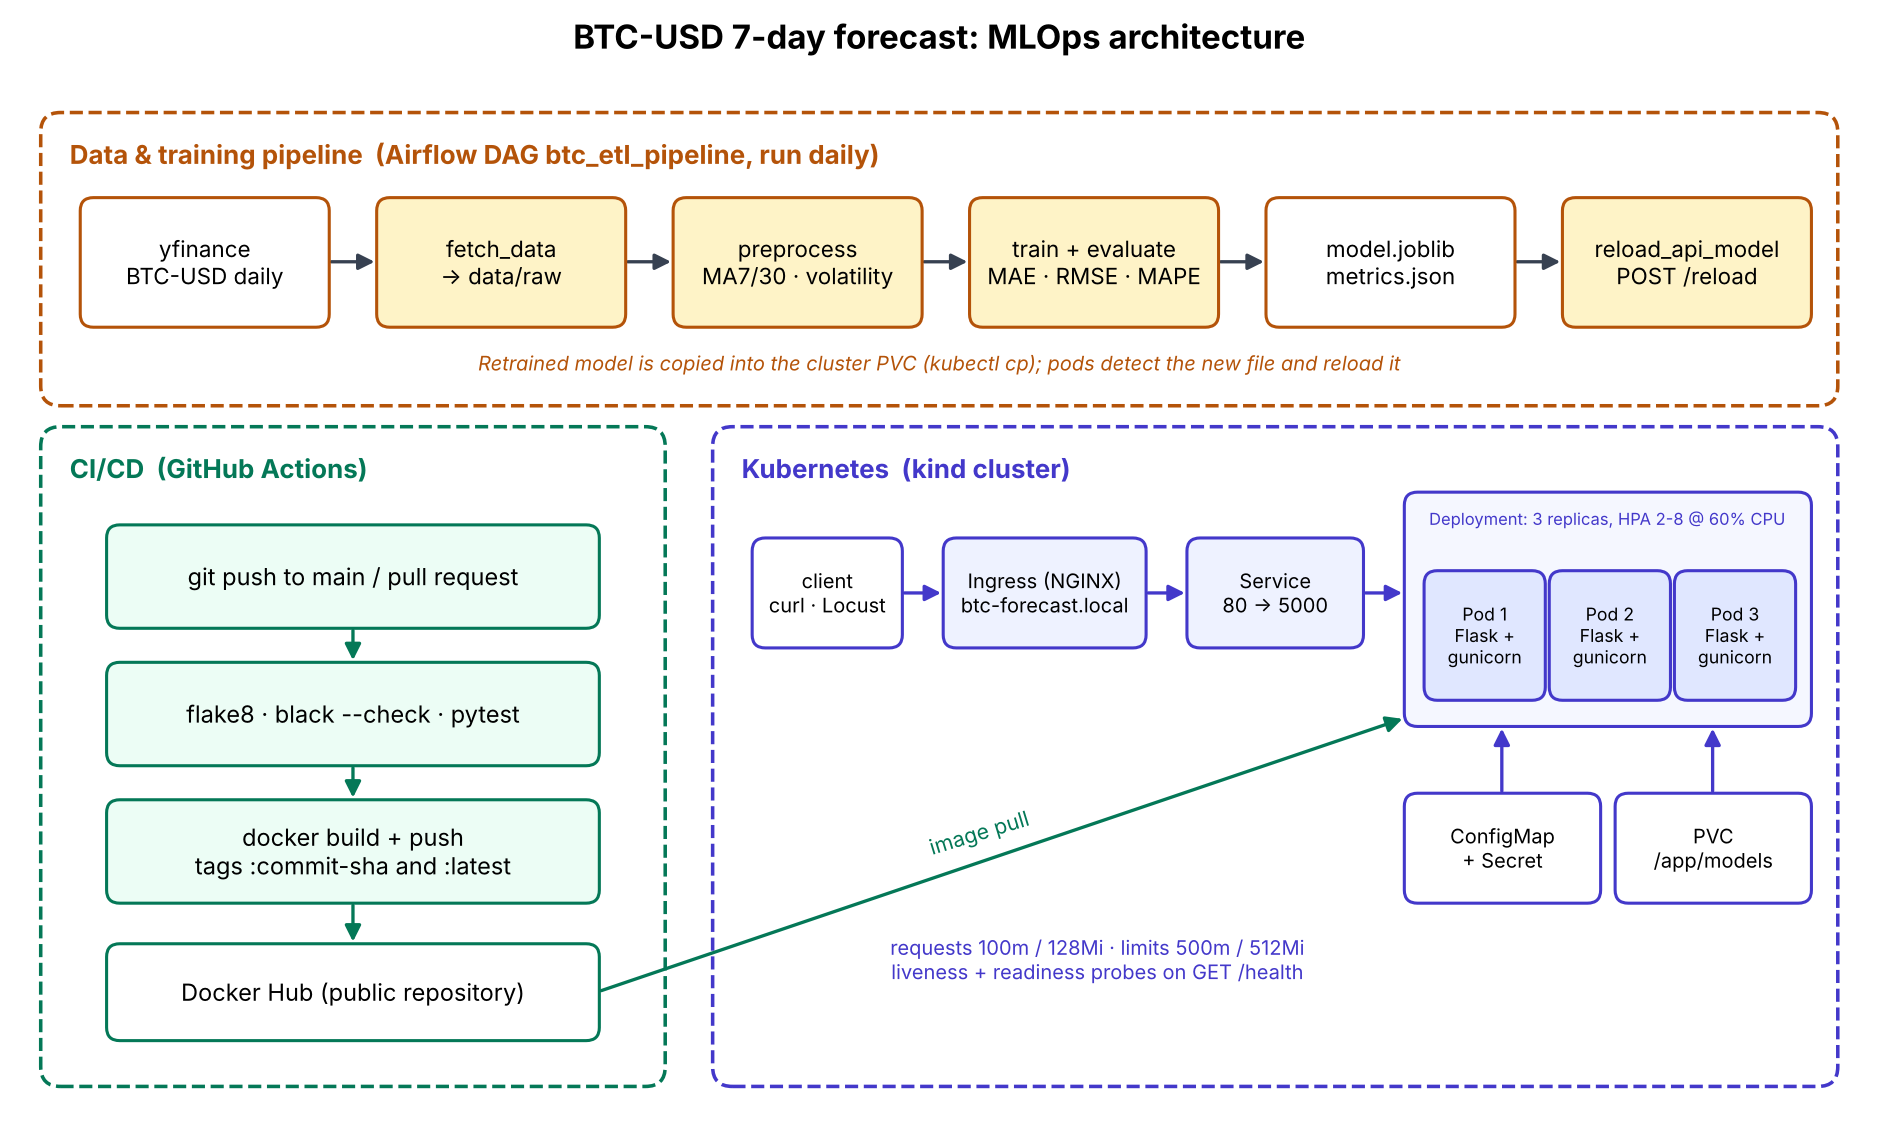 BTC-USD 7-day forecast: MLOps architecture
Data & training pipeline (Airflow DAG btc_etl_pipeline, run daily)
yfinance
BTC-USD daily
fetch_data
→ data/raw
preprocess
MA7/30 · volatility
train + evaluate
MAE · RMSE · MAPE
model.joblib
metrics.json
reload_api_model
POST /reload
Retrained model is copied into the cluster PVC (kubectl cp); pods detect the new file and reload it
CI/CD (GitHub Actions)
git push to main / pull request
flake8 · black --check · pytest
docker build + push
tags :commit-sha and :latest
Docker Hub (public repository)
image pull
Kubernetes (kind cluster)
client
curl · Locust
Ingress (NGINX)
btc-forecast.local
Service
80 → 5000
Deployment: 3 replicas, HPA 2-8 @ 60% CPU
Pod 1
Flask +
gunicorn
Pod 2
Flask +
gunicorn
Pod 3
Flask +
gunicorn
ConfigMap
+ Secret
PVC
/app/models
requests 100m / 128Mi · limits 500m / 512Mi
liveness + readiness probes on GET /health